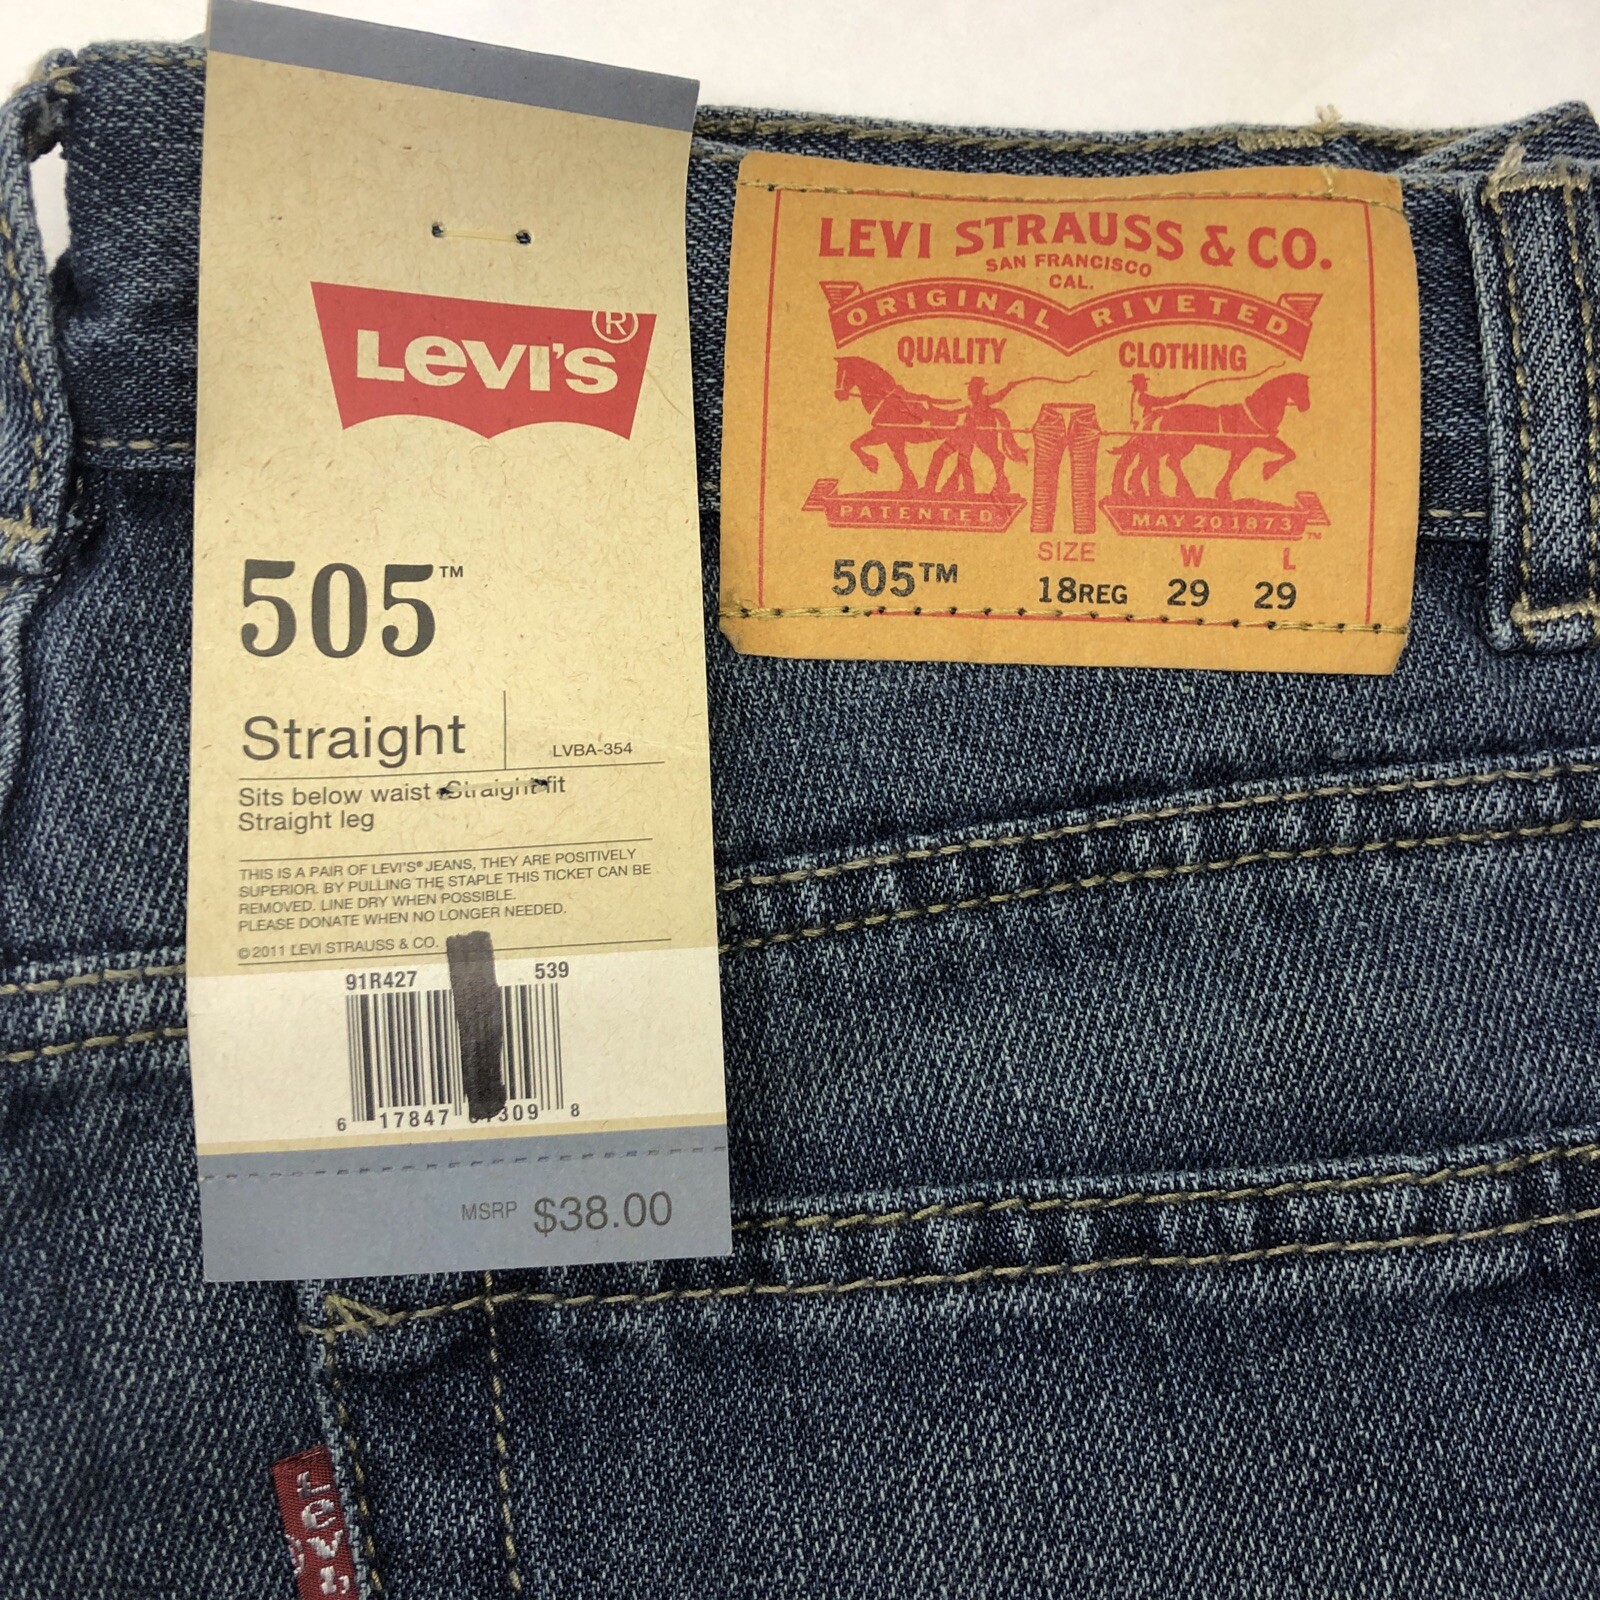 LEVI'S®
505™
Straight
LVBA-354
Sits below waist Straight fit
Straight leg
THIS IS A PAIR OF LEVI'S® JEANS, THEY ARE POSITIVELY
SUPERIOR. BY PULLING THE STAPLE THIS TICKET CAN BE
REMOVED. LINE DRY WHEN POSSIBLE.
PLEASE DONATE WHEN NO LONGER NEEDED.
©2011 LEVI STRAUSS & CO.
91R427 539
6 17847 309 8
MSRP $38.00
LEVI STRAUSS & CO.
SAN FRANCISCO
CAL.
ORIGINAL RIVETED
QUALITY CLOTHING
PATENTED MAY 20 1873™
SIZE W L
505™ 18REG 29 29
LEVI